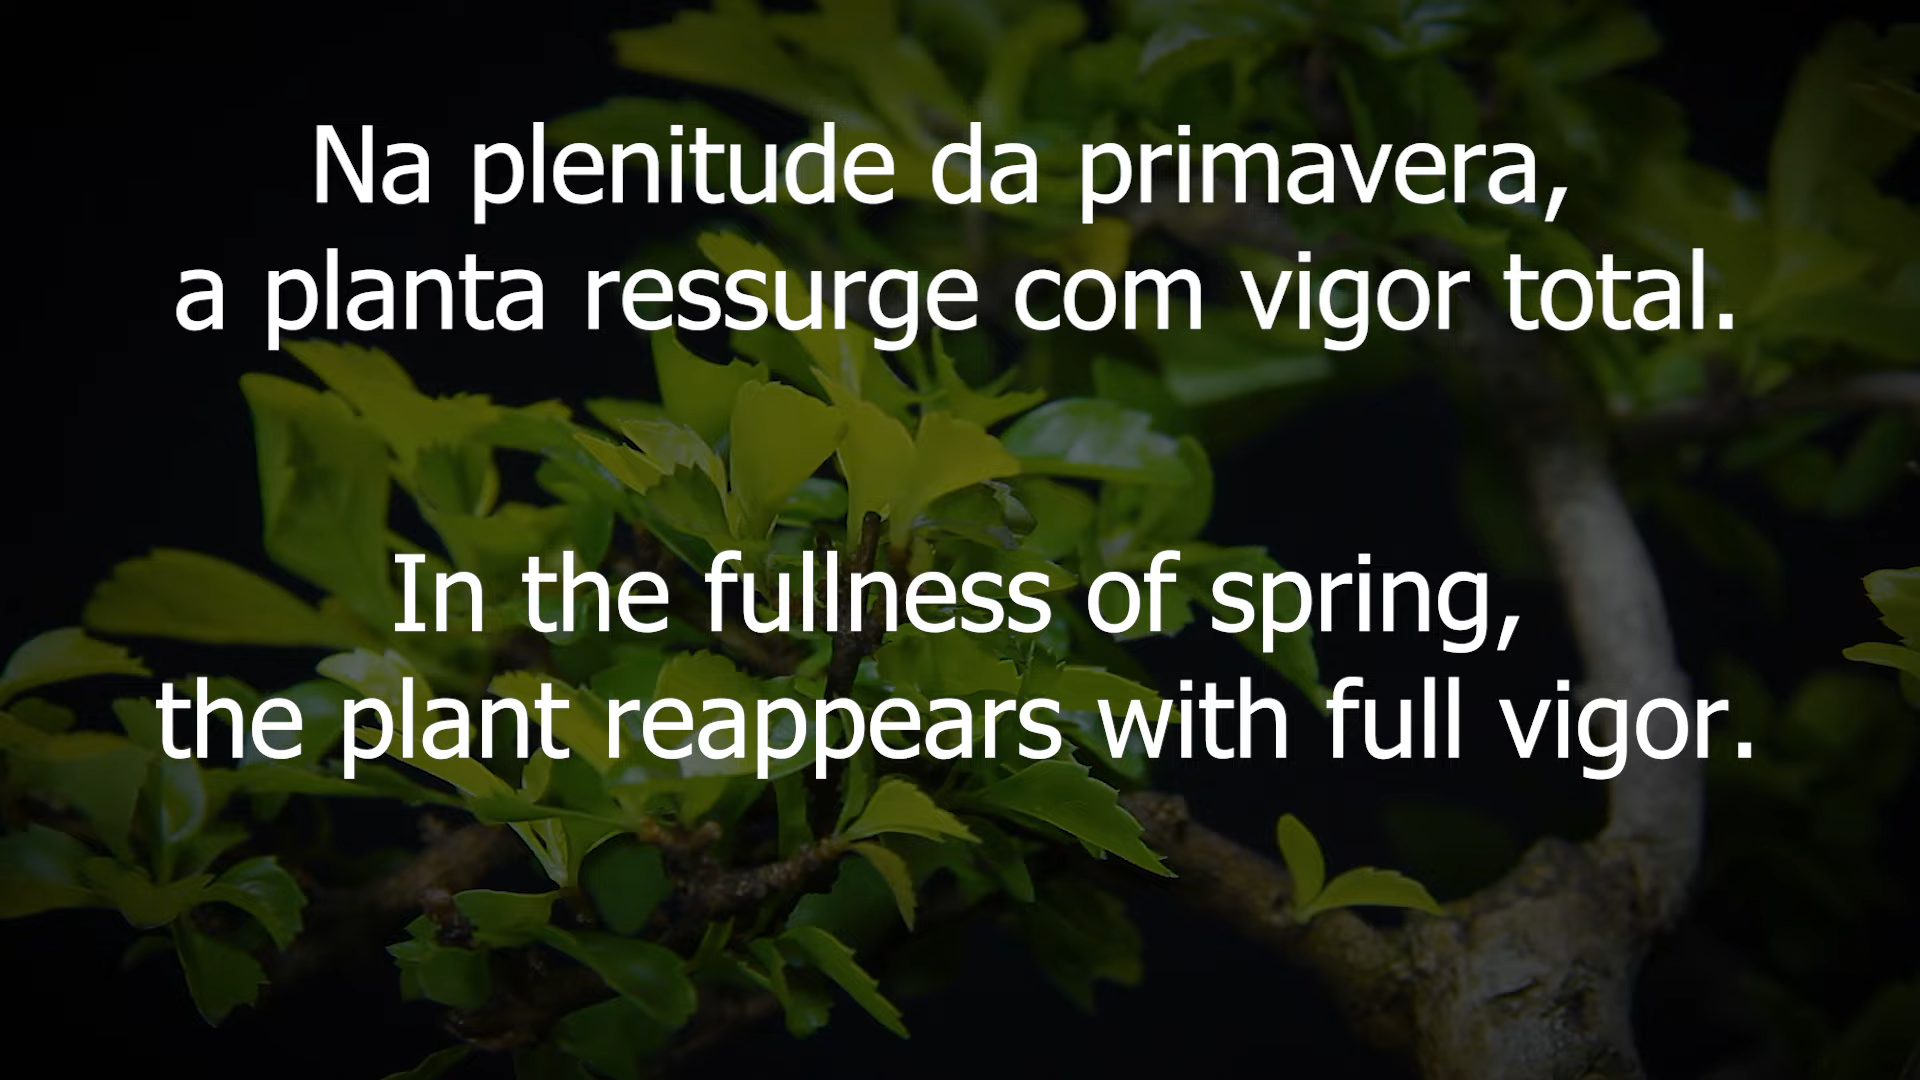 Na plenitude da primavera,
a planta ressurge com vigor total.
In the fullness of spring,
the plant reappears with full vigor.